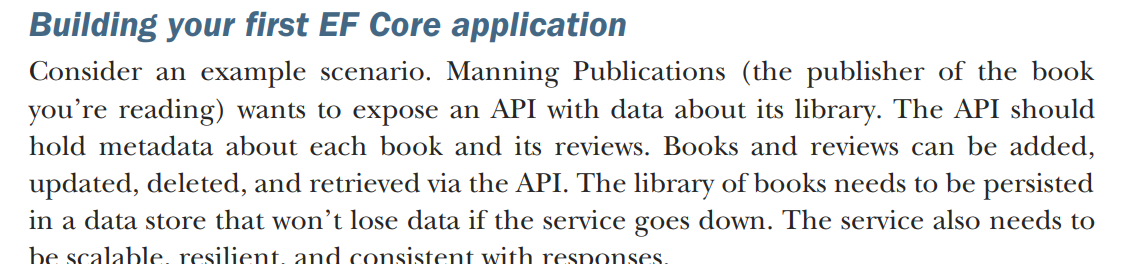 Building your first EF Core application
Consider an example scenario. Manning Publications (the publisher of the book
you're reading) wants to expose an API with data about its library. The API should
hold metadata about each book and its reviews. Books and reviews can be added,
updated, deleted, and retrieved via the API. The library of books needs to be persisted
in a data store that won't lose data if the service goes down. The service also needs to
be scalable, resilient, and consistent with responses.